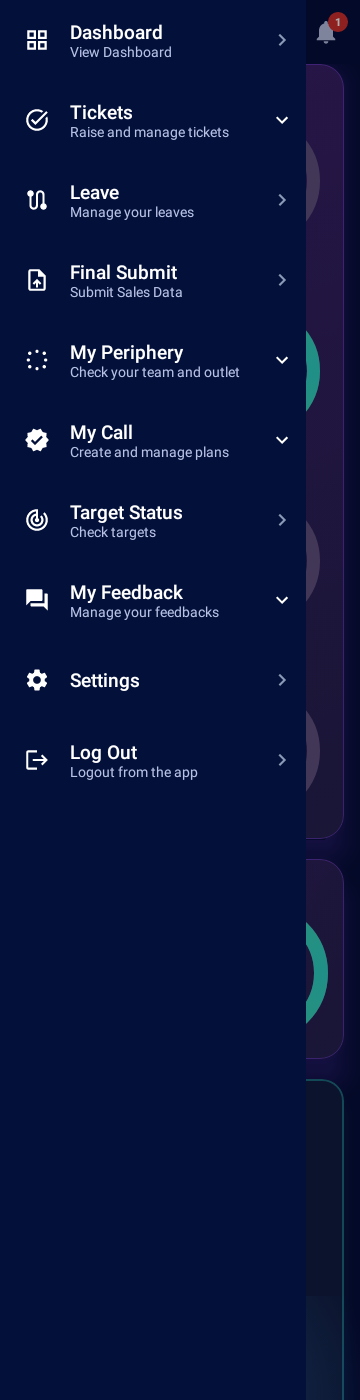 Dashboard
View Dashboard
1
Tickets
Raise and manage tickets
Leave
Manage your leaves
Final Submit
Submit Sales Data
My Periphery
Check your team and outlet
My Call
Create and manage plans
Target Status
Check targets
My Feedback
Manage your feedbacks
Settings
Log Out
Logout from the app